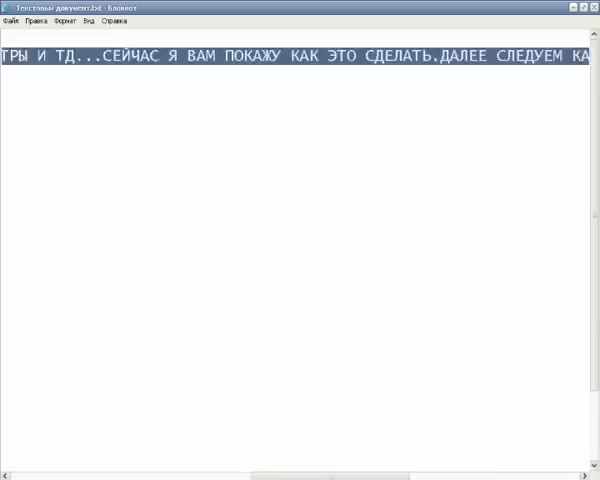 Текстовый документ.txt - Блокнот
Файл Правка Формат Вид Справка
ТРЫ И ТД...СЕЙЧАС Я ВАМ ПОКАЖУ КАК ЭТО СДЕЛАТЬ.ДАЛЕЕ СЛЕДУЕМ КА